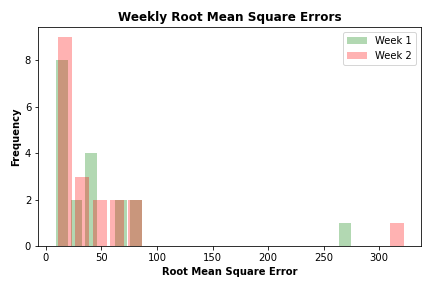 Weekly Root Mean Square Errors
Week 1
Week 2
Frequency
8
6
4
2
0
0 50 100 150 200 250 300
Root Mean Square Error